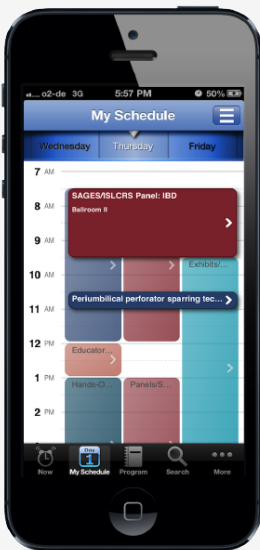 o2-de 3G 5:57 PM 50%
My Schedule
Wednesday Thursday Friday
7 AM
8 AM
SAGES/ISLCRS Panel: IBD
Ballroom II
9 AM
10 AM
Exhibits/...
11 AM
Periumbilical perforator sparring tec...
12 PM
Educator...
1 PM
Hands-O...
Panels/S...
2 PM
Day
1
Now My Schedule Program Search More